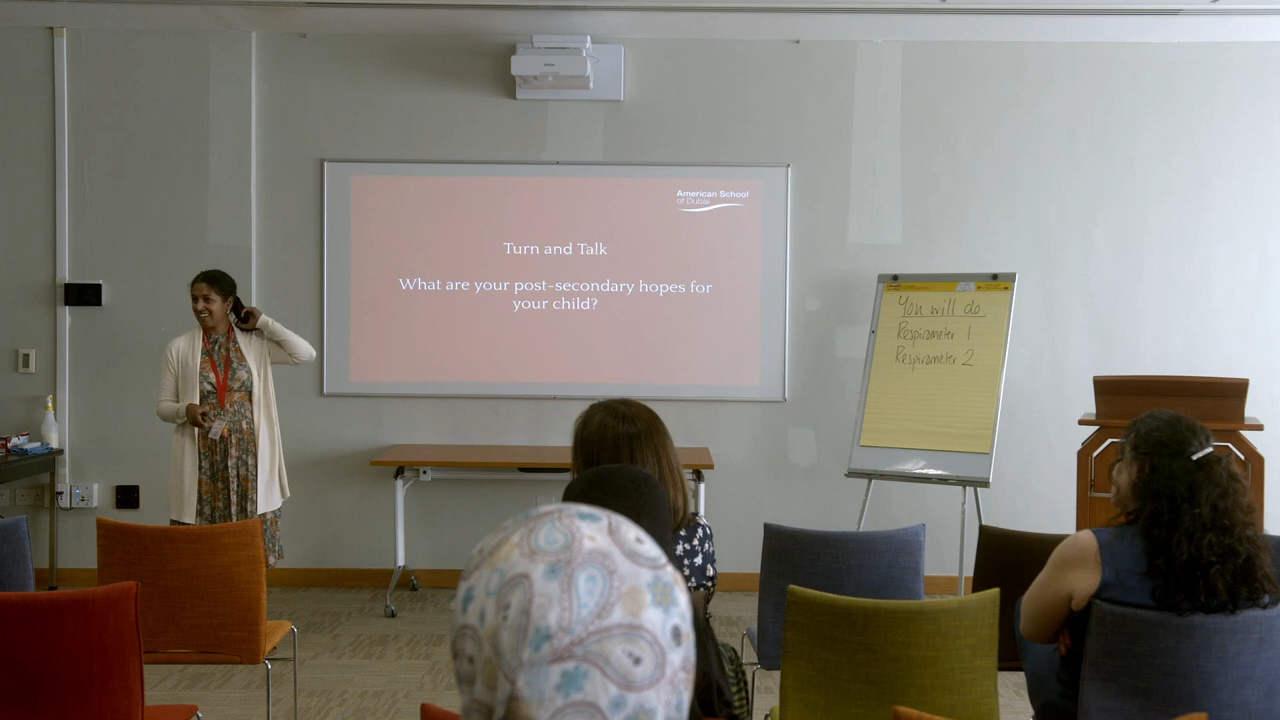 EPSON
American School
of Dubai
Turn and Talk
What are your post-secondary hopes for
your child?
You will do
Respirometer 1
Respirometer 2